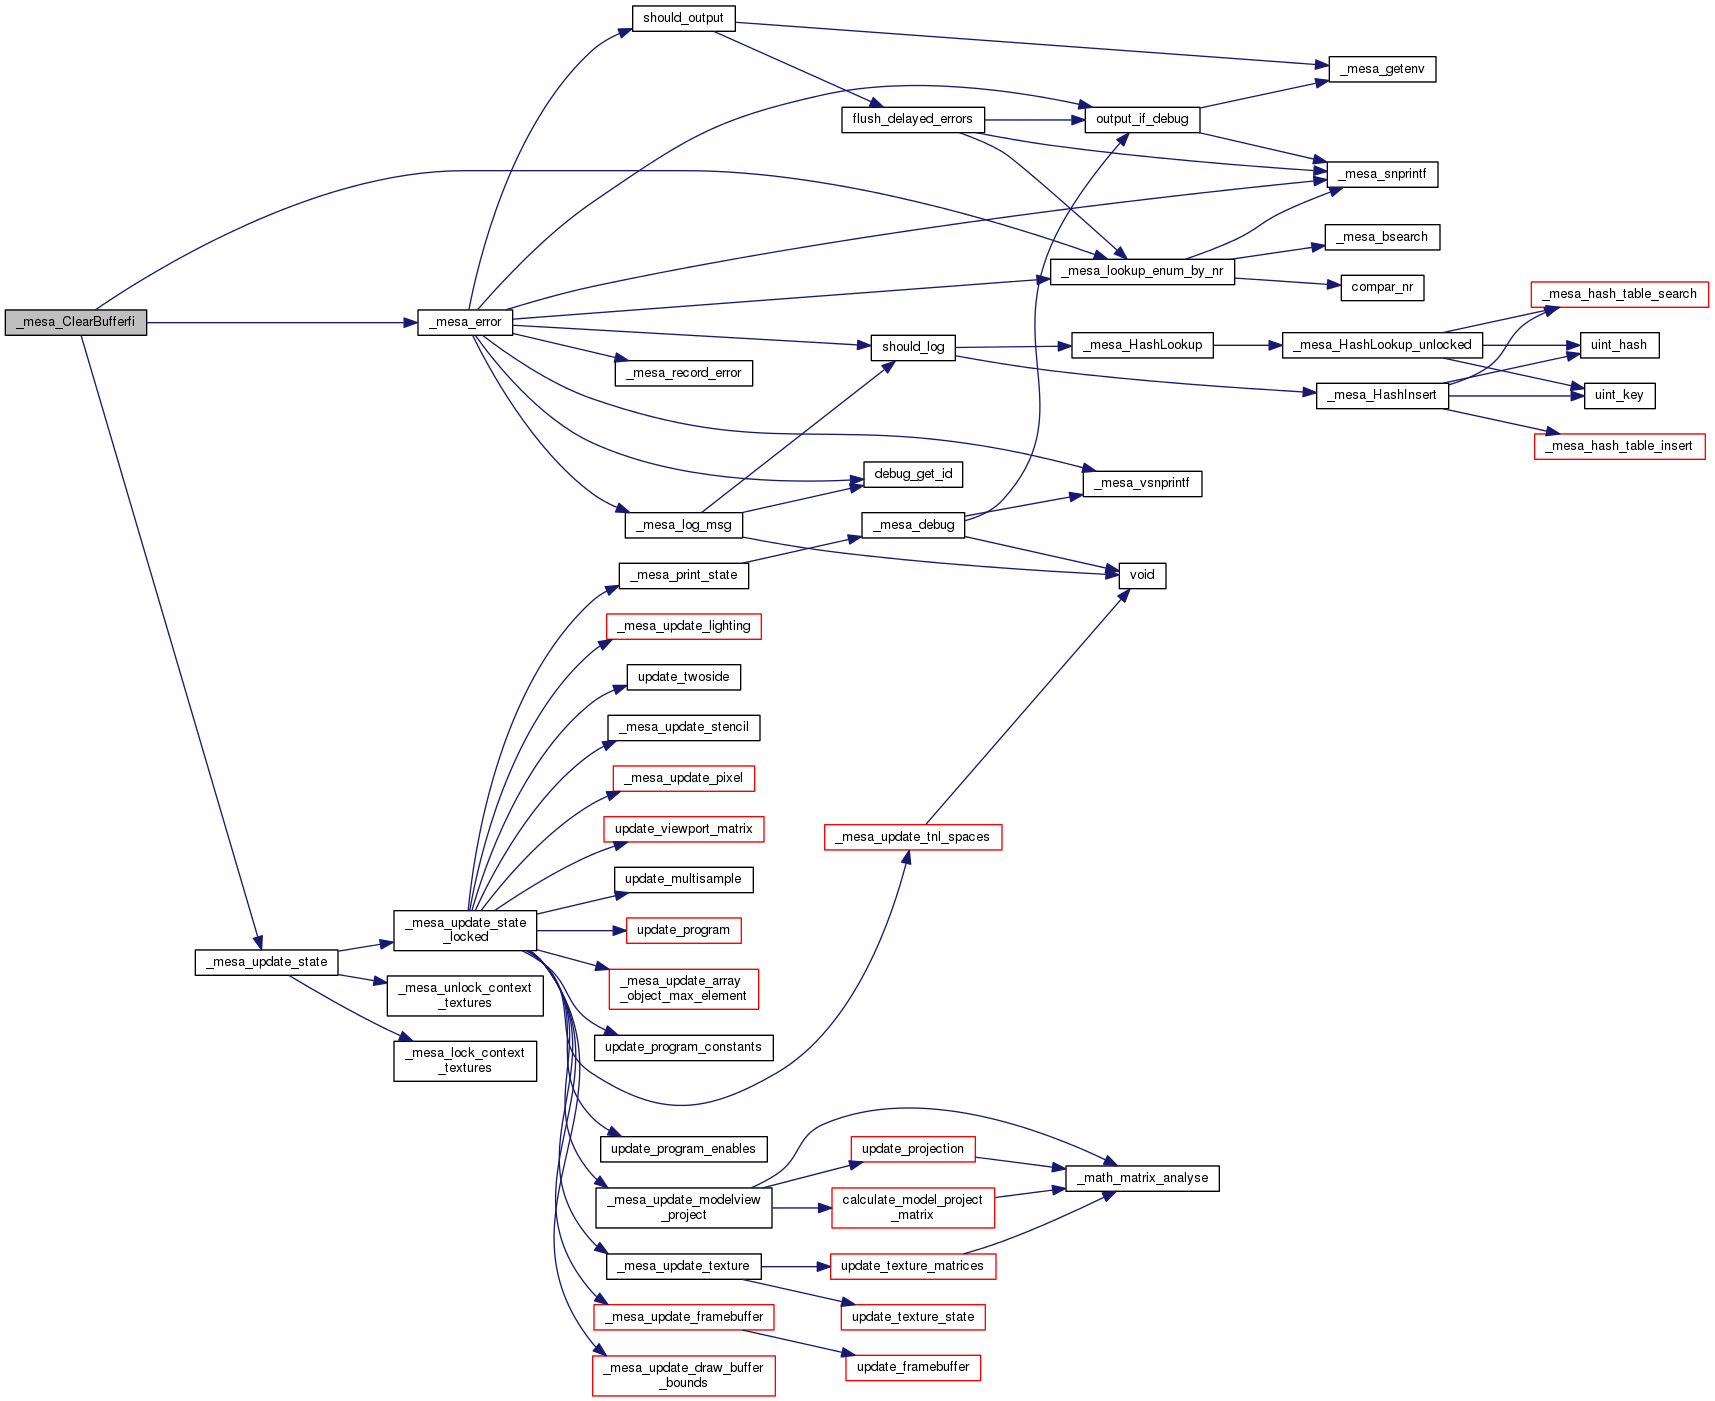 should_output
_mesa_getenv
flush_delayed_errors
output_if_debug
_mesa_snprintf
_mesa_bsearch
_mesa_lookup_enum_by_nr
compar_nr
_mesa_hash_table_search
_mesa_ClearBufferfi
_mesa_error
should_log
_mesa_HashLookup
_mesa_HashLookup_unlocked
uint_hash
_mesa_record_error
_mesa_HashInsert
uint_key
_mesa_hash_table_insert
debug_get_id
_mesa_vsnprintf
_mesa_log_msg
_mesa_debug
_mesa_print_state
void
_mesa_update_lighting
update_twoside
_mesa_update_stencil
_mesa_update_pixel
update_viewport_matrix
_mesa_update_tnl_spaces
update_multisample
_mesa_update_state
_locked
update_program
_mesa_update_state
_mesa_update_array
_object_max_element
_mesa_unlock_context
_textures
update_program_constants
_mesa_lock_context
_textures
update_program_enables
update_projection
_math_matrix_analyse
_mesa_update_modelview
_project
calculate_model_project
_matrix
_mesa_update_texture
update_texture_matrices
_mesa_update_framebuffer
update_texture_state
_mesa_update_draw_buffer
_bounds
update_framebuffer